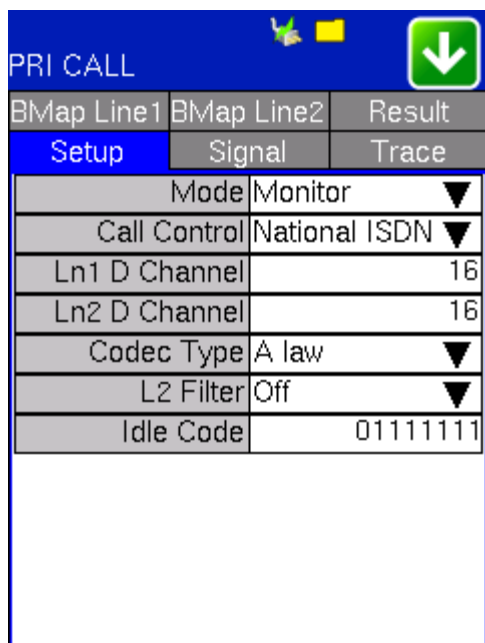 PRI CALL
BMap Line1 BMap Line2 Result
Setup Signal Trace
Mode Monitor
Call Control National ISDN
Ln1 D Channel 16
Ln2 D Channel 16
Codec Type A law
L2 Filter Off
Idle Code 01111111